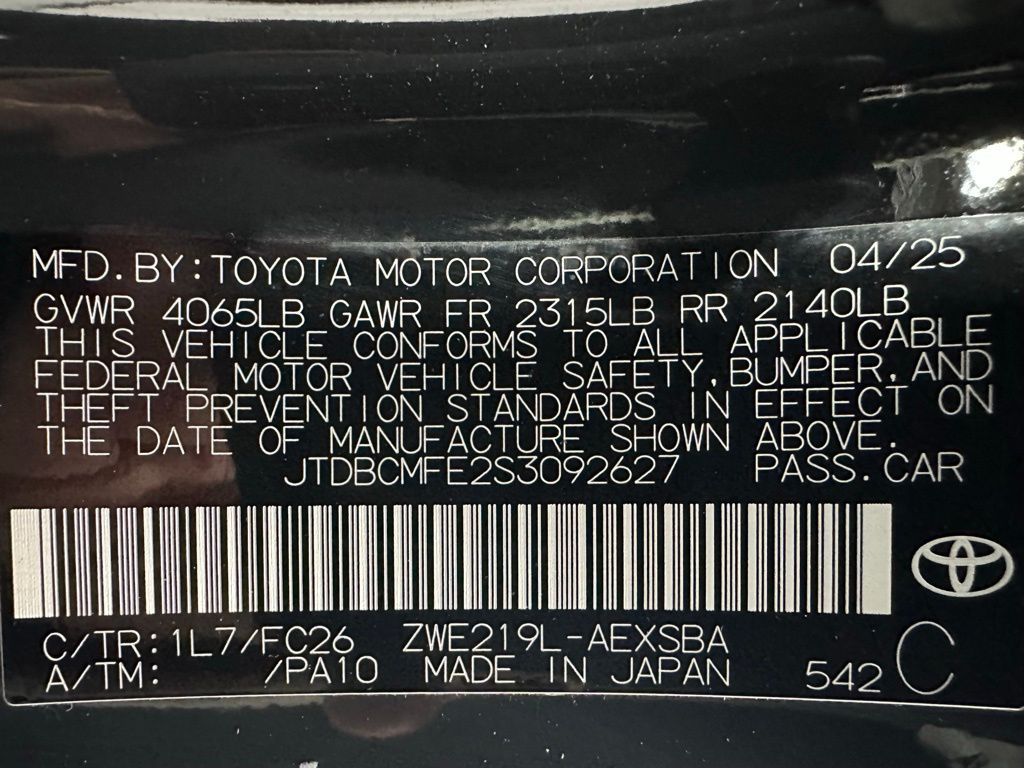 MFD.BY:TOYOTA MOTOR CORPORATION 04/25
GVWR 4065LB GAWR FR 2315LB RR 2140LB
THIS VEHICLE CONFORMS TO ALL APPLICABLE
FEDERAL MOTOR VEHICLE SAFETY,BUMPER,AND
THEFT PREVENTION STANDARDS IN EFFECT ON
THE DATE OF MANUFACTURE SHOWN ABOVE.
JTDBCMFE2S3092627 PASS.CAR
C/TR:1L7/FC26 ZWE219L-AEXSBA
A/TM: /PA10 MADE IN JAPAN 542 C